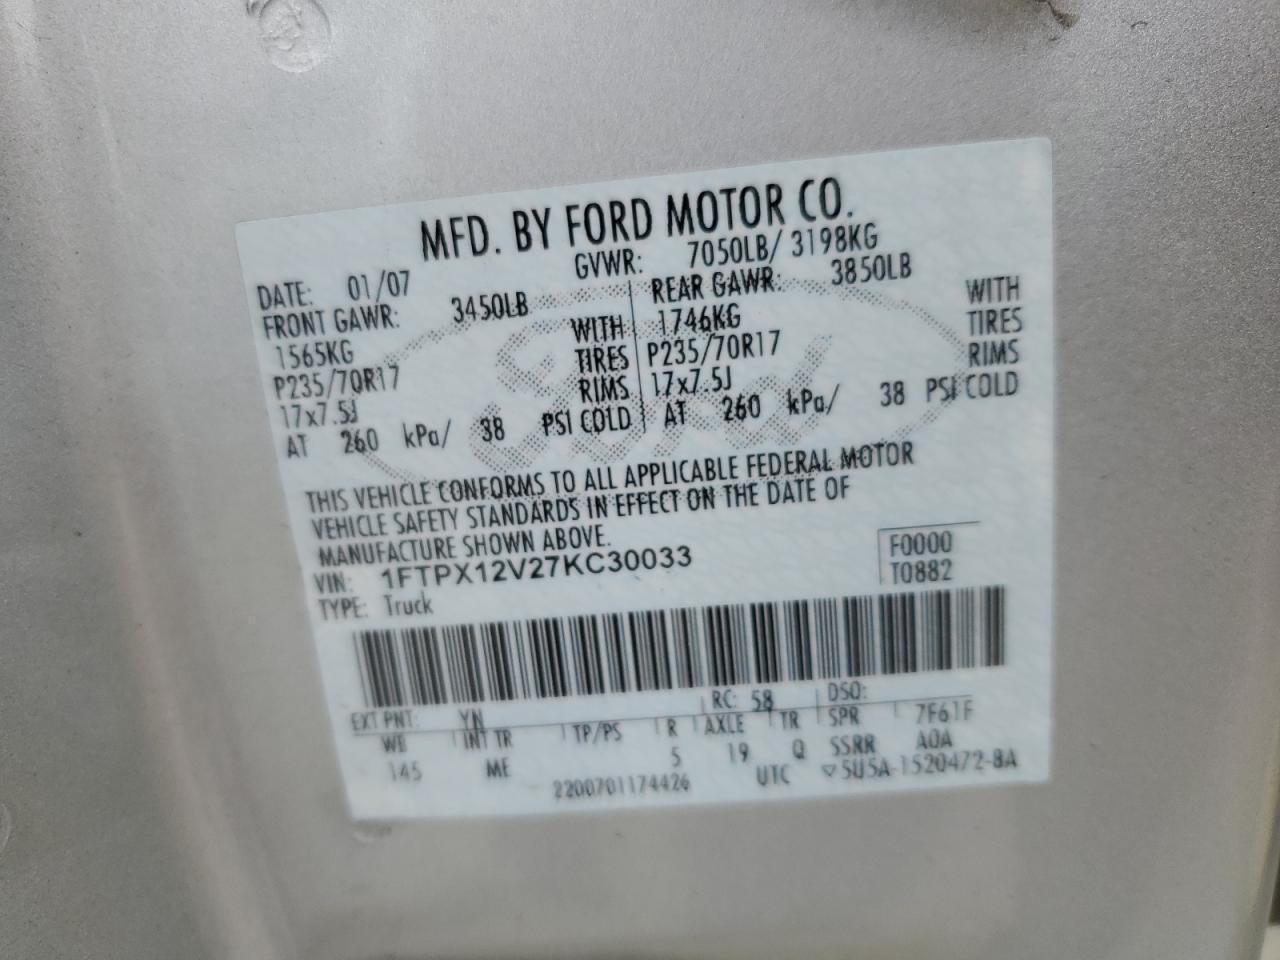 MFD. BY FORD MOTOR CO.
DATE: 01/07 GVWR: 7050LB/ 3198KG
FRONT GAWR: 3450LB REAR GAWR: 3850LB
1565KG WITH 1746KG WITH
P235/70R17 TIRES P235/70R17 TIRES
17x7.5J RIMS 17x7.5J RIMS
AT 260 kPa/ 38 PSI COLD AT 260 kPa/ 38 PSI COLD
THIS VEHICLE CONFORMS TO ALL APPLICABLE FEDERAL MOTOR
VEHICLE SAFETY STANDARDS IN EFFECT ON THE DATE OF
MANUFACTURE SHOWN ABOVE.
VIN: 1FTPX12V27KC30033 F0000
TYPE: Truck T0882
EXT PNT: YN RC: 58 DSO:
WB INT TR TP/PS R AXLE TR SPR 7F61F
145 ME 5 19 Q SSRR AOA
2200701174426 UTC ▽5U5A-1520472-BA
Ford